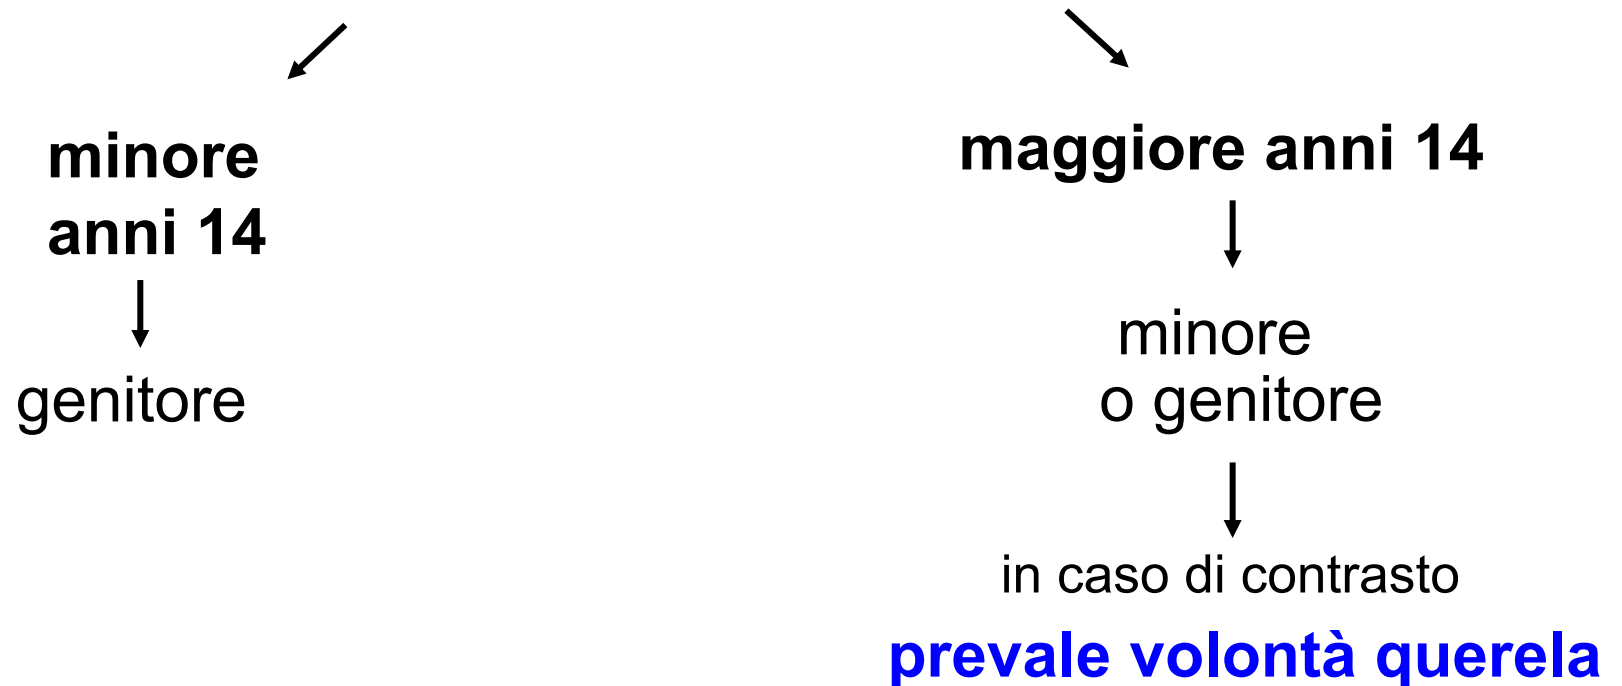 minore
anni 14
genitore
maggiore anni 14
minore
o genitore
in caso di contrasto
prevale volontà querela